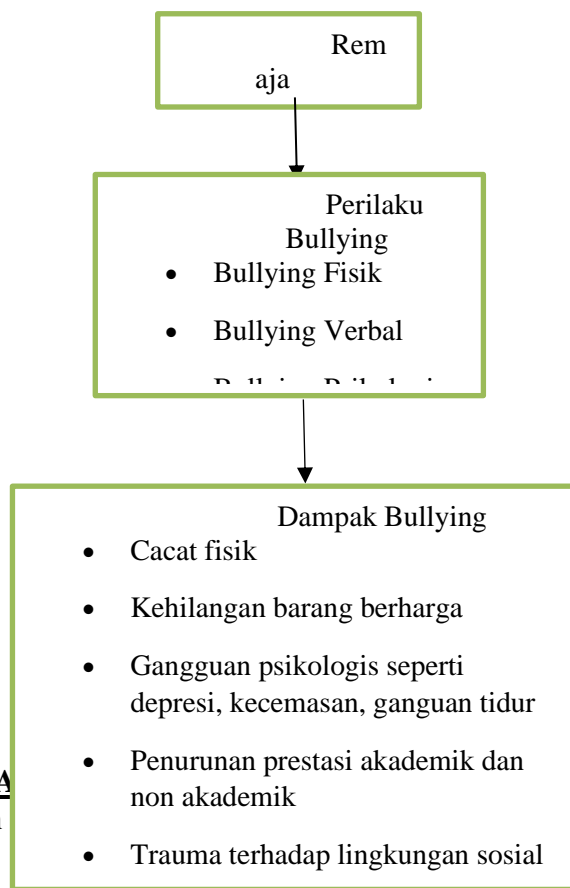 Rem
aja
Perilaku
Bullying
• Bullying Fisik
• Bullying Verbal
Dampak Bullying
• Cacat fisik
• Kehilangan barang berharga
• Gangguan psikologis seperti
depresi, kecemasan, ganguan tidur
• Penurunan prestasi akademik dan
non akademik
• Trauma terhadap lingkungan sosial